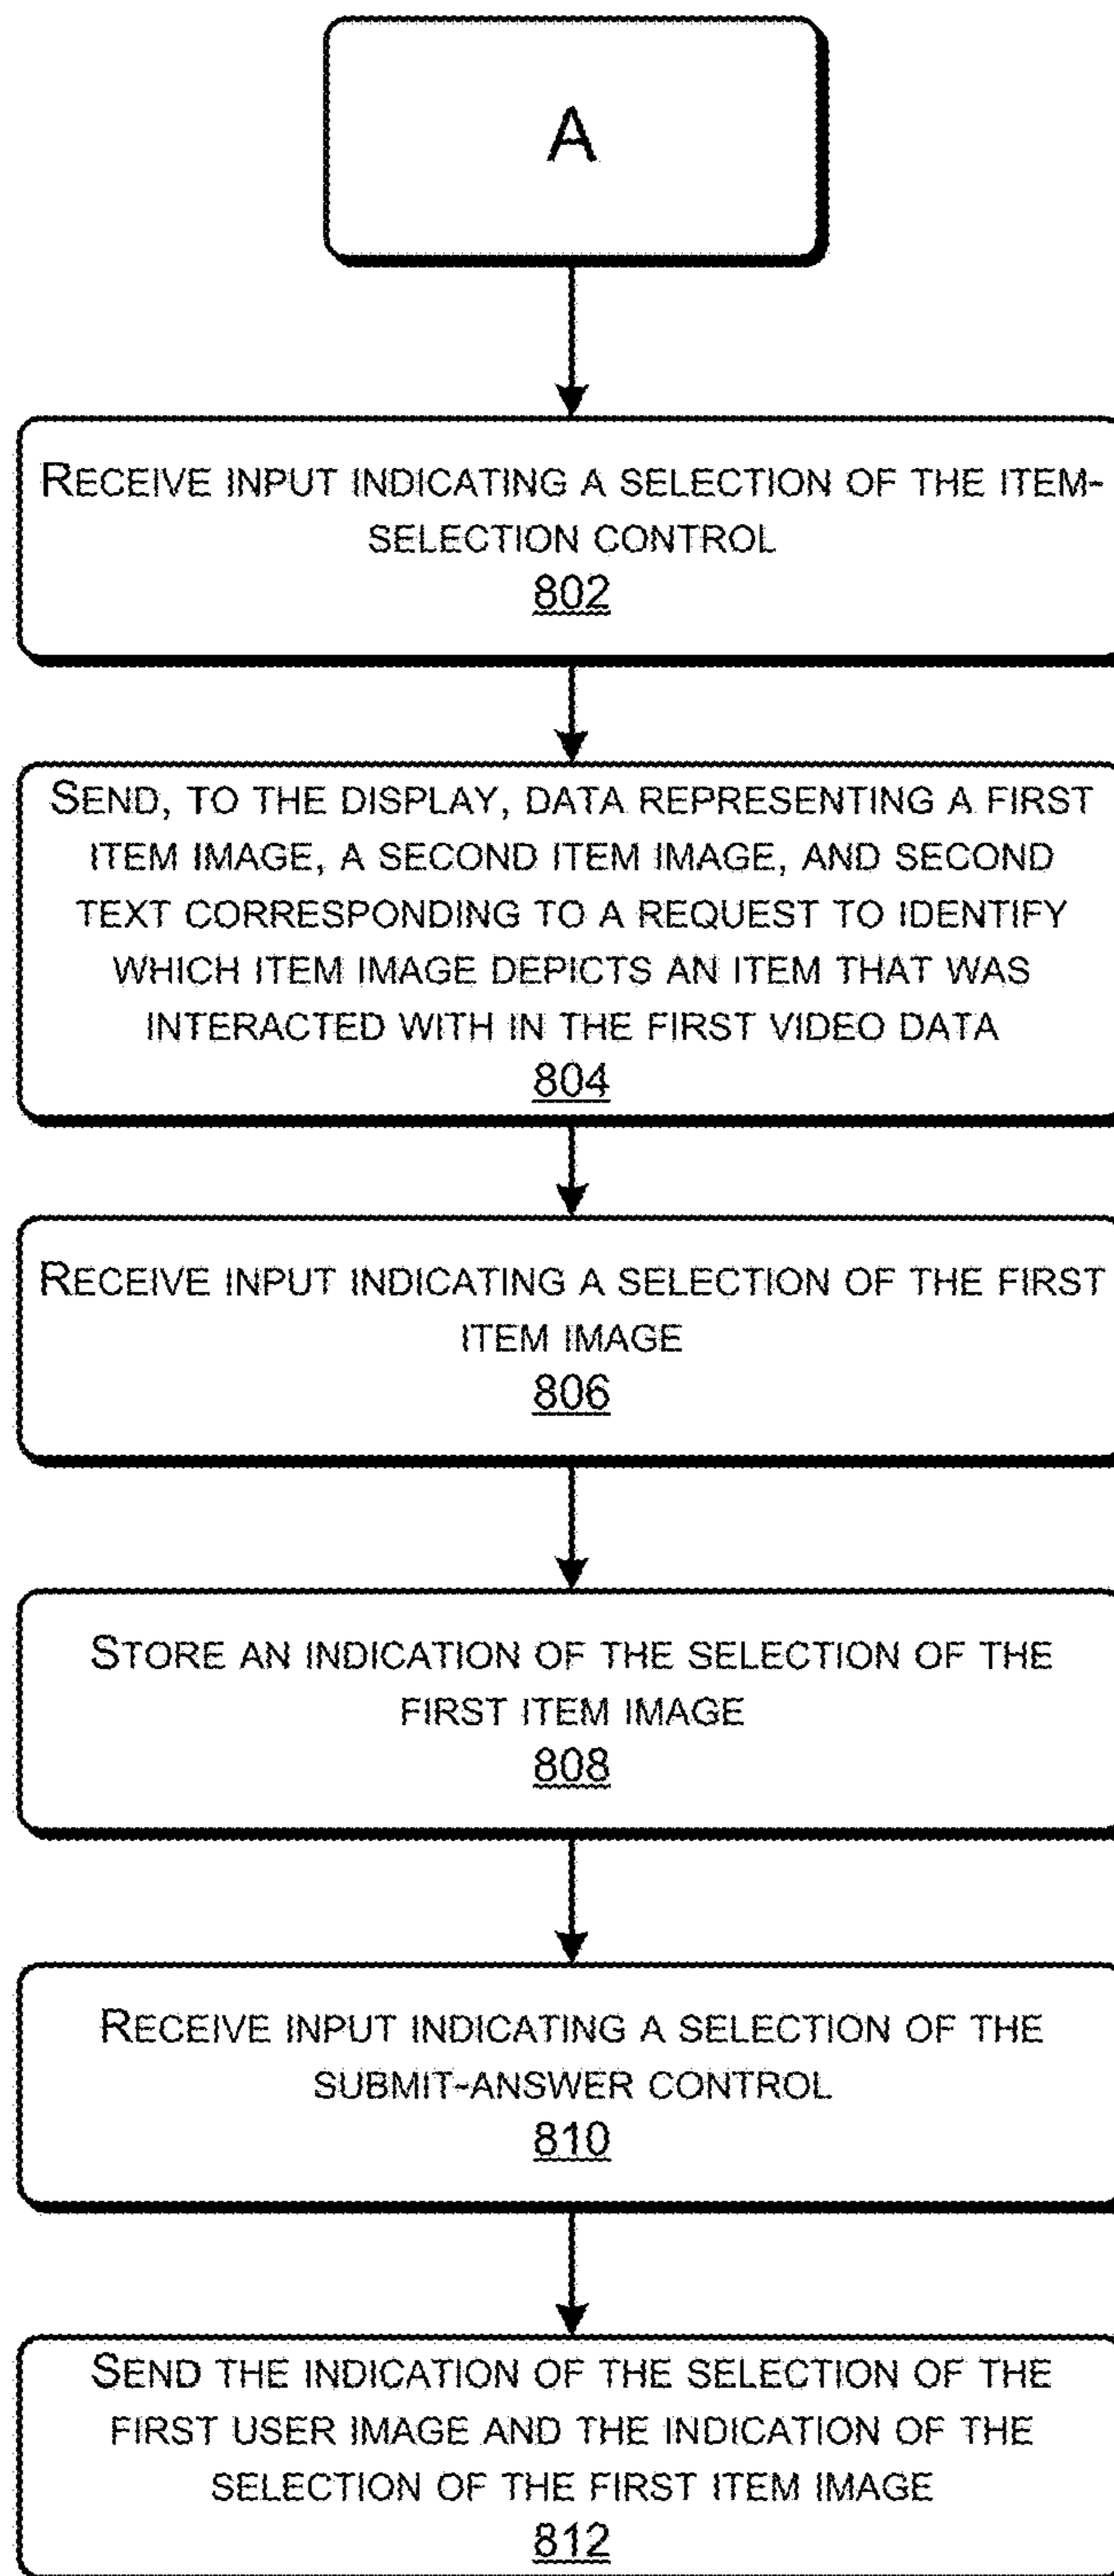 A
RECEIVE INPUT INDICATING A SELECTION OF THE ITEM-
SELECTION CONTROL
802
SEND, TO THE DISPLAY, DATA REPRESENTING A FIRST
ITEM IMAGE, A SECOND ITEM IMAGE, AND SECOND
TEXT CORRESPONDING TO A REQUEST TO IDENTIFY
WHICH ITEM IMAGE DEPICTS AN ITEM THAT WAS
INTERACTED WITH IN THE FIRST VIDEO DATA
804
RECEIVE INPUT INDICATING A SELECTION OF THE FIRST
ITEM IMAGE
806
STORE AN INDICATION OF THE SELECTION OF THE
FIRST ITEM IMAGE
808
RECEIVE INPUT INDICATING A SELECTION OF THE
SUBMIT-ANSWER CONTROL
810
SEND THE INDICATION OF THE SELECTION OF THE
FIRST USER IMAGE AND THE INDICATION OF THE
SELECTION OF THE FIRST ITEM IMAGE
812